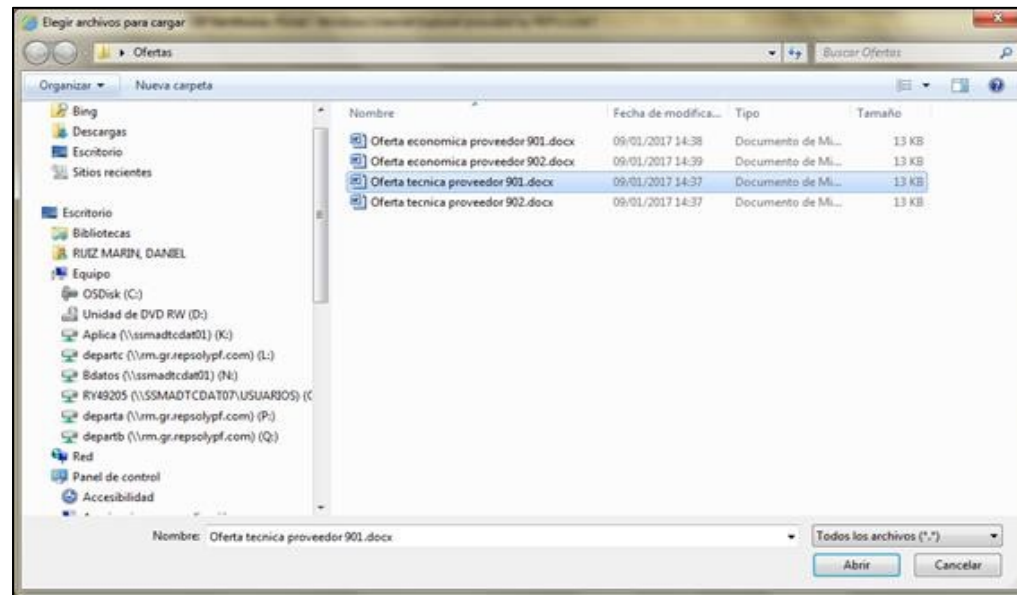 Elegir archivos para cargar
Ofertas
Buscar Ofertas
Organizar
Nueva carpeta
Bing
Descargas
Escritorio
Sitios recientes
Escritorio
Bibliotecas
RUIZ MARIN, DANIEL
Equipo
OSDisk (C:)
Unidad de DVD RW (D:)
Aplica (\\ssmadtcdat01) (K:)
departc (\\rm.gr.repsolypf.com) (L:)
Bdatos (\\ssmadtcdat01) (N:)
RY49205 (\\SSMADTCDAT07\USUARIOS) (
departa (\\rm.gr.repsolypf.com) (P:)
departb (\\rm.gr.repsolypf.com) (Q:)
Red
Panel de control
Accesibilidad
Nombre Fecha de modifica... Tipo Tamaño
Oferta economica proveedor 901.docx 09/01/2017 14:38 Documento de Mi... 13 KB
Oferta economica proveedor 902.docx 09/01/2017 14:39 Documento de Mi... 13 KB
Oferta tecnica proveedor 901.docx 09/01/2017 14:37 Documento de Mi... 13 KB
Oferta tecnica proveedor 902.docx 09/01/2017 14:37 Documento de Mi... 13 KB
Nombre: Oferta tecnica proveedor 901.docx
Todos los archivos (*.*)
Abrir
Cancelar